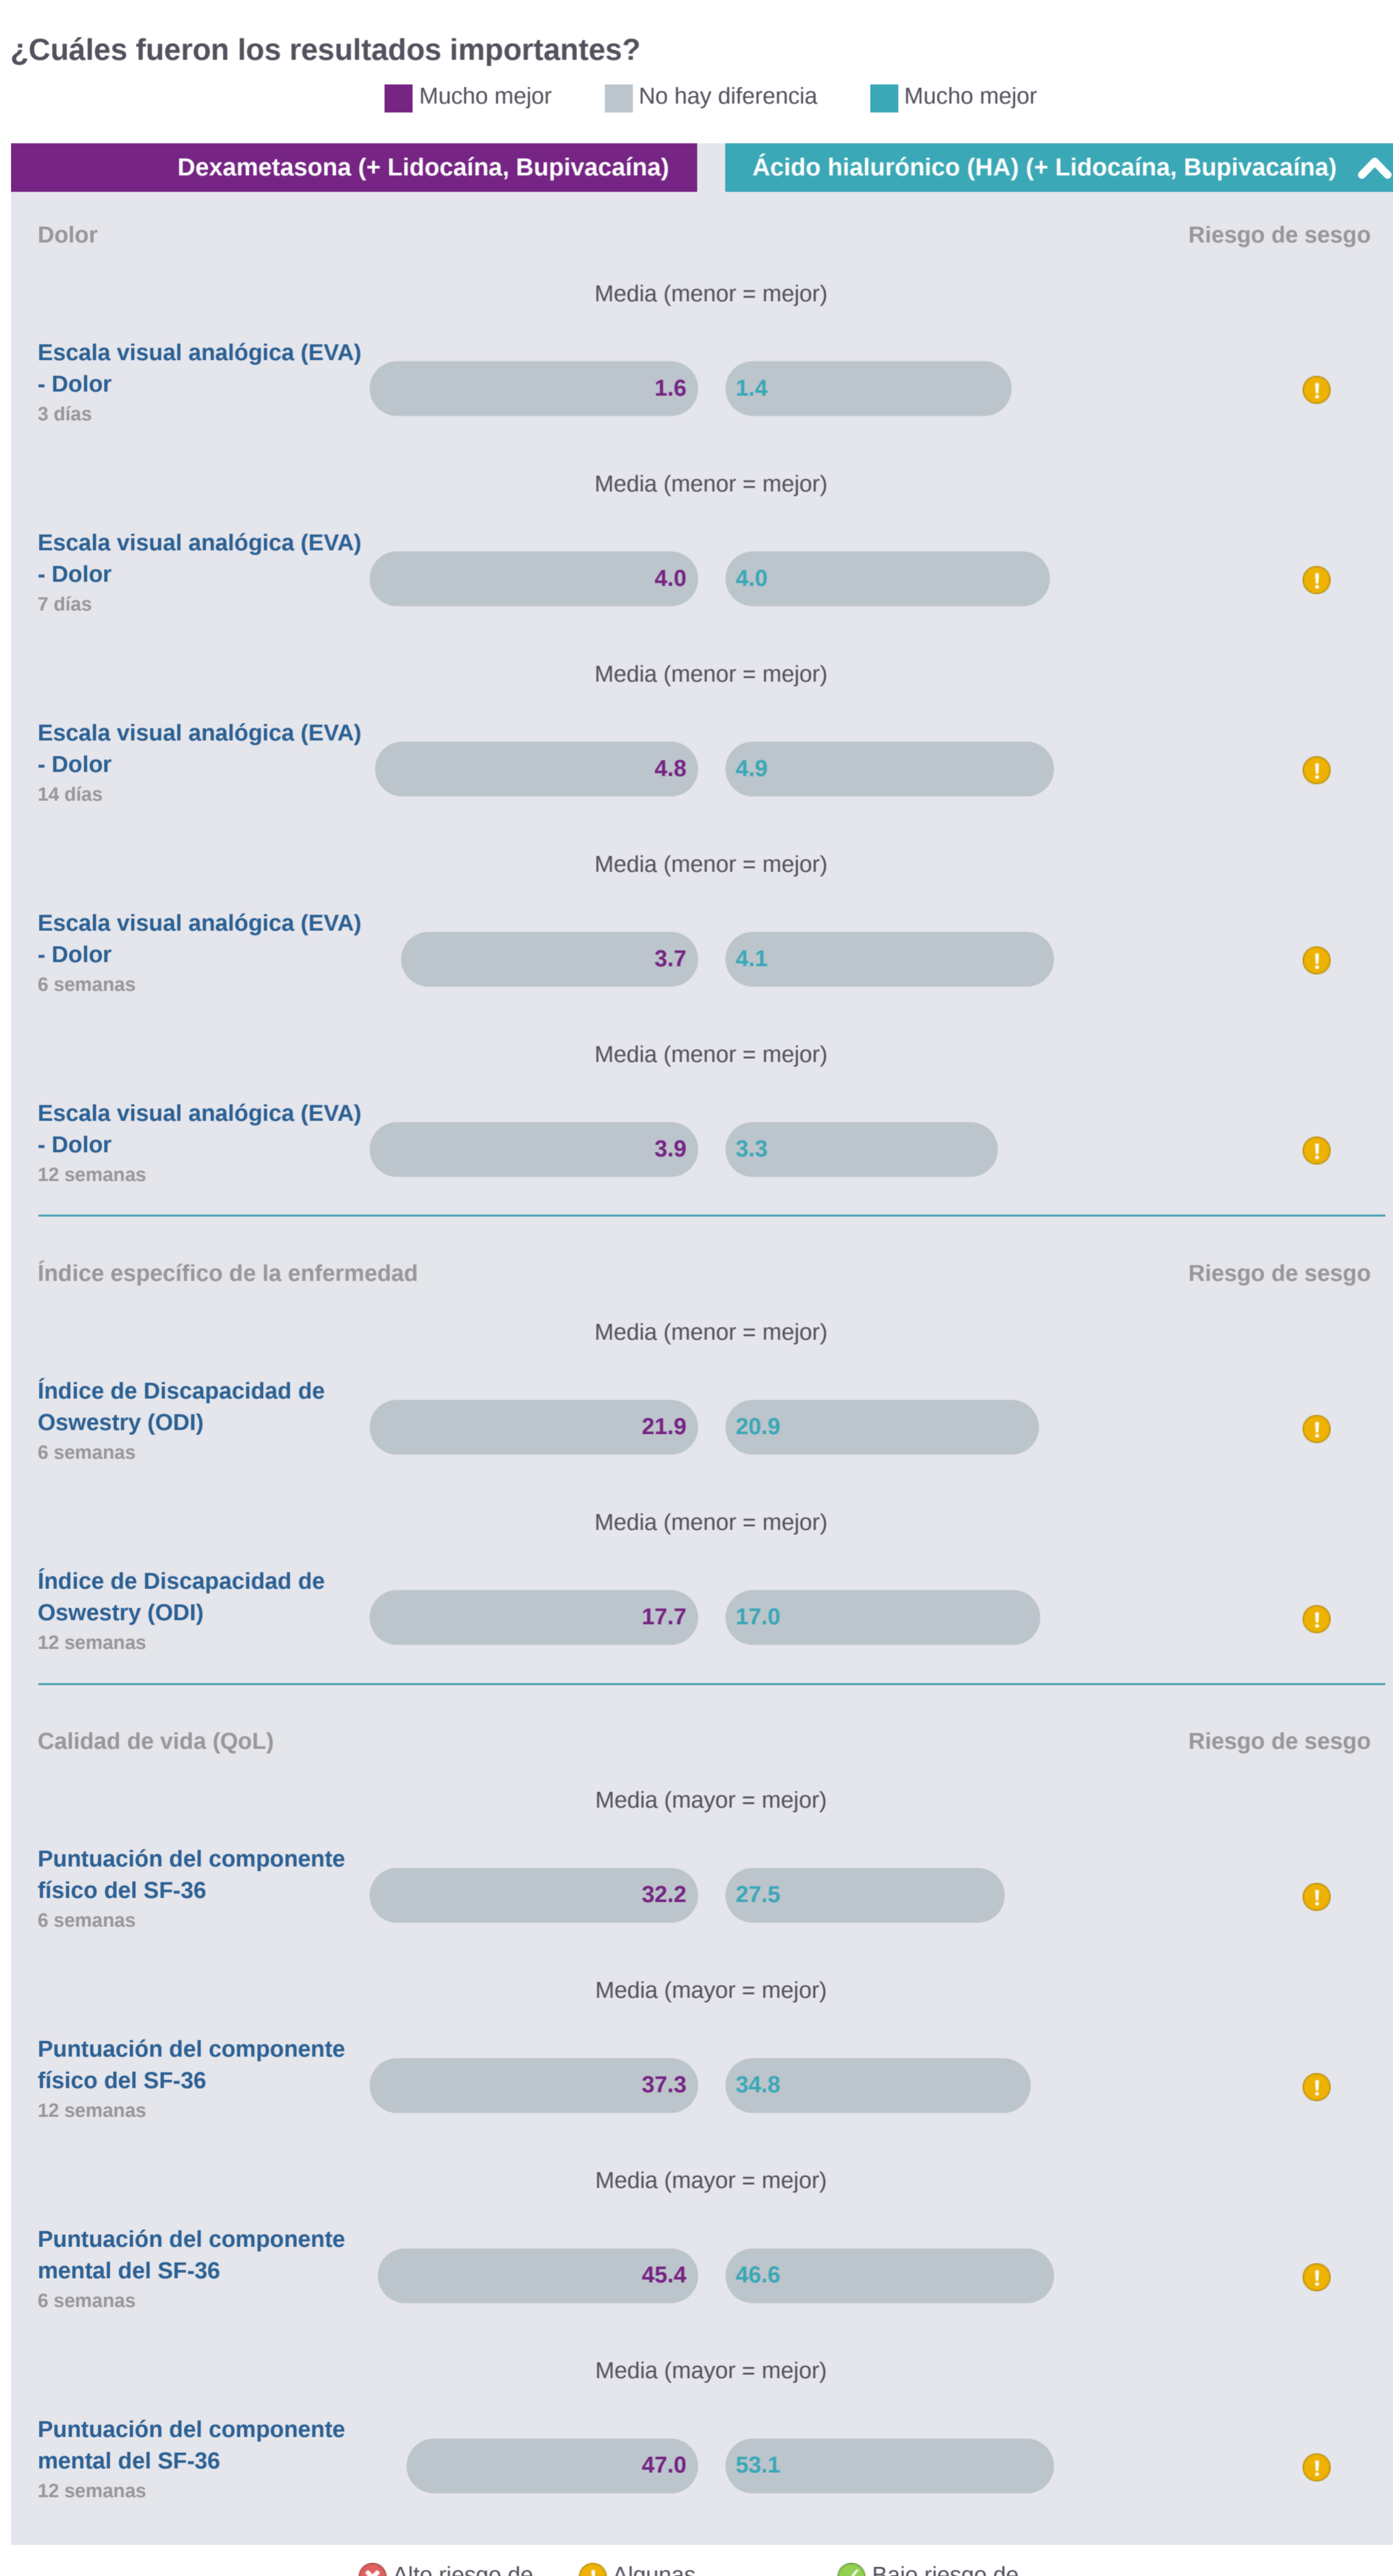 ¿Cuáles fueron los resultados importantes?
Mucho mejor No hay diferencia Mucho mejor
Dexametasona (+ Lidocaína, Bupivacaína) Ácido hialurónico (HA) (+ Lidocaína, Bupivacaína)
Dolor Riesgo de sesgo
Media (menor = mejor)
Escala visual analógica (EVA)
- Dolor 1.6 1.4
3 días
Media (menor = mejor)
Escala visual analógica (EVA)
- Dolor 4.0 4.0
7 días
Media (menor = mejor)
Escala visual analógica (EVA)
- Dolor 4.8 4.9
14 días
Media (menor = mejor)
Escala visual analógica (EVA)
- Dolor 3.7 4.1
6 semanas
Media (menor = mejor)
Escala visual analógica (EVA)
- Dolor 3.9 3.3
12 semanas
Índice específico de la enfermedad Riesgo de sesgo
Media (menor = mejor)
Índice de Discapacidad de
Oswestry (ODI) 21.9 20.9
6 semanas
Media (menor = mejor)
Índice de Discapacidad de
Oswestry (ODI) 17.7 17.0
12 semanas
Calidad de vida (QoL) Riesgo de sesgo
Media (mayor = mejor)
Puntuación del componente
físico del SF-36 32.2 27.5
6 semanas
Media (mayor = mejor)
Puntuación del componente
físico del SF-36 37.3 34.8
12 semanas
Media (mayor = mejor)
Puntuación del componente
mental del SF-36 45.4 46.6
6 semanas
Media (mayor = mejor)
Puntuación del componente
mental del SF-36 47.0 53.1
12 semanas
Alto riesgo de Algunas Bajo riesgo de